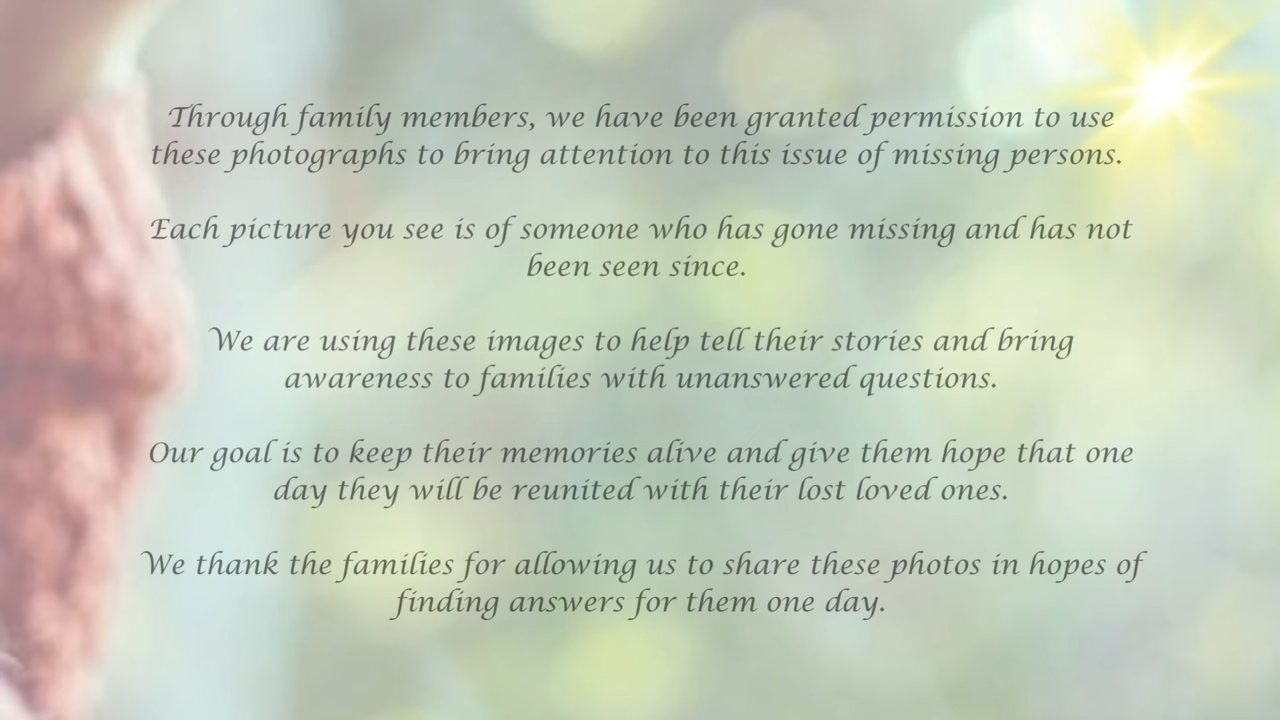 Through family members, we have been granted permission to use
these photographs to bring attention to this issue of missing persons.
Each picture you see is of someone who has gone missing and has not
been seen since.
We are using these images to help tell their stories and bring
awareness to families with unanswered questions.
Our goal is to keep their memories alive and give them hope that one
day they will be reunited with their lost loved ones.
We thank the families for allowing us to share these photos in hopes of
finding answers for them one day.